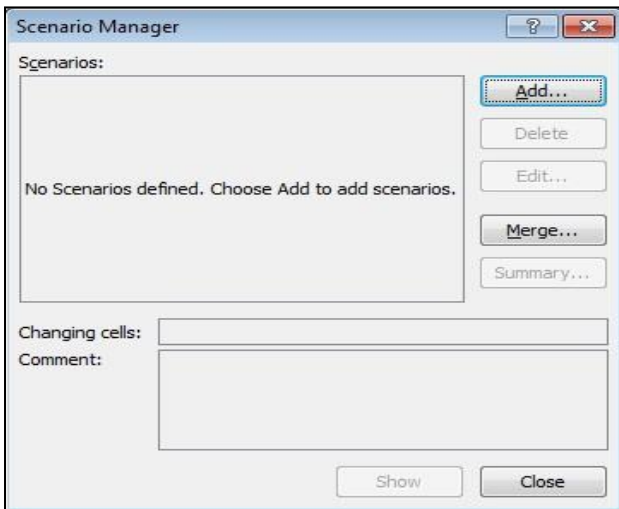 Scenario Manager
?
Scenarios:
Add...
Delete
Edit...
No Scenarios defined. Choose Add to add scenarios.
Merge...
Summary...
Changing cells:
Comment:
Show
Close